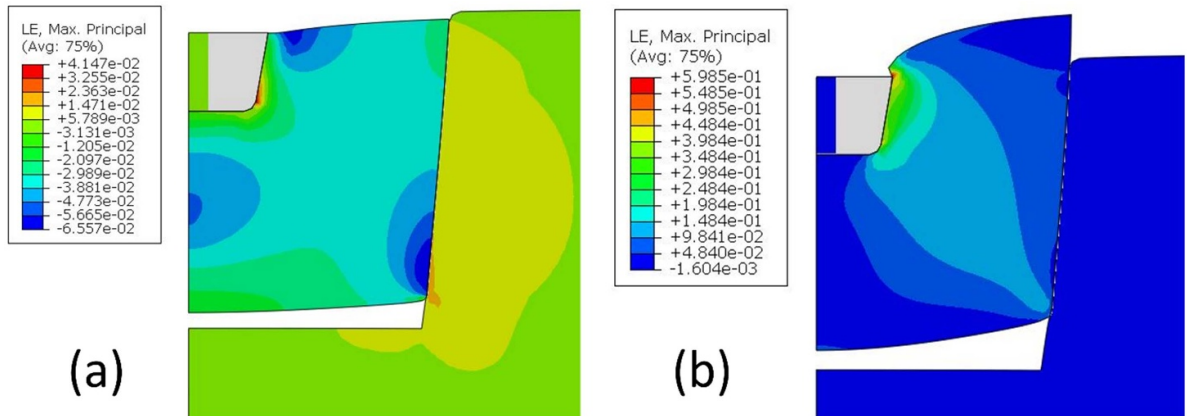 LE, Max. Principal
(Avg: 75%)
+4.147e-02
+3.255e-02
+2.363e-02
+1.471e-02
+5.789e-03
-3.131e-03
-1.205e-02
-2.097e-02
-2.989e-02
-3.881e-02
-4.773e-02
-5.665e-02
-6.557e-02
(a)
LE, Max. Principal
(Avg: 75%)
+5.985e-01
+5.485e-01
+4.985e-01
+4.484e-01
+3.984e-01
+3.484e-01
+2.984e-01
+2.484e-01
+1.984e-01
+1.484e-01
+9.841e-02
+4.840e-02
-1.604e-03
(b)